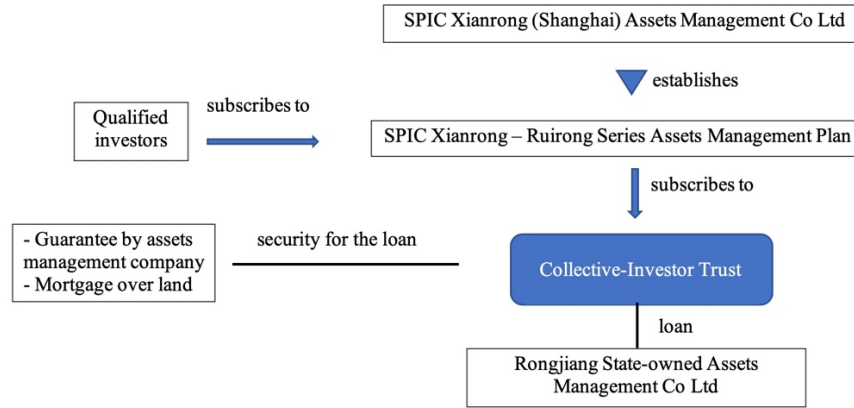 SPIC Xianrong (Shanghai) Assets Management Co Ltd
establishes
subscribes to
Qualified
investors
SPIC Xianrong – Ruirong Series Assets Management Plan
subscribes to
- Guarantee by assets
management company
- Mortgage over land
security for the loan
Collective-Investor Trust
loan
Rongjiang State-owned Assets
Management Co Ltd